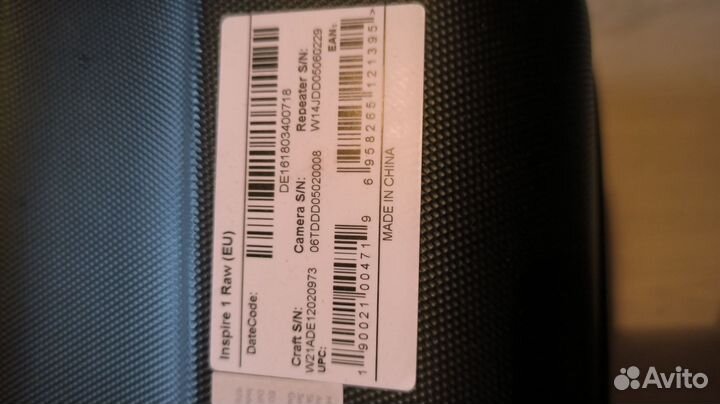 Inspire 1 Raw (EU)
DateCode:
DE161803400718
Craft S/N:
W21ADE12020973
Camera S/N:
06TDDD05020008
Repeater S/N:
W14JDD05060229
UPC:
1 90021 00471 9
EAN:
6 958265 121395 >
MADE IN CHINA
Avito